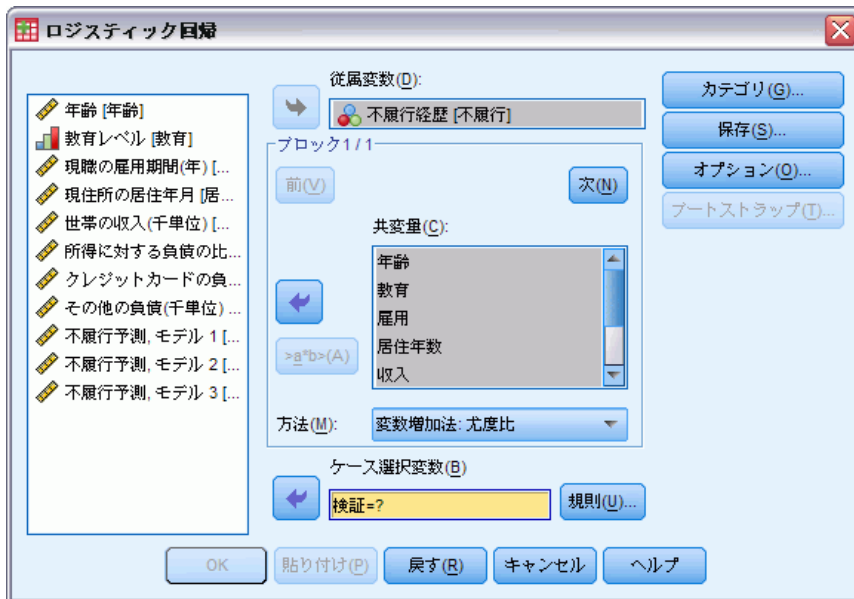 ロジスティック回帰
年齢 [年齢]
教育レベル [教育]
現職の雇用期間(年) [...
現住所の居住年月 [居...
世帯の収入(千単位) [...
所得に対する負債の比...
クレジットカードの負...
その他の負債(千単位) ...
不履行予測, モデル 1 [...
不履行予測, モデル 2 [...
不履行予測, モデル 3 [...
従属変数(D):
不履行経歴 [不履行]
ブロック1 / 1
前(V)
次(N)
共変量(C):
年齢
教育
雇用
居住年数
収入
>a*b>(A)
方法(M):
変数増加法: 尤度比
ケース選択変数(B)
検証=?
規則(U)...
カテゴリ(G)...
保存(S)...
オプション(O)...
ブートストラップ(T)...
OK
貼り付け(P)
戻す(R)
キャンセル
ヘルプ